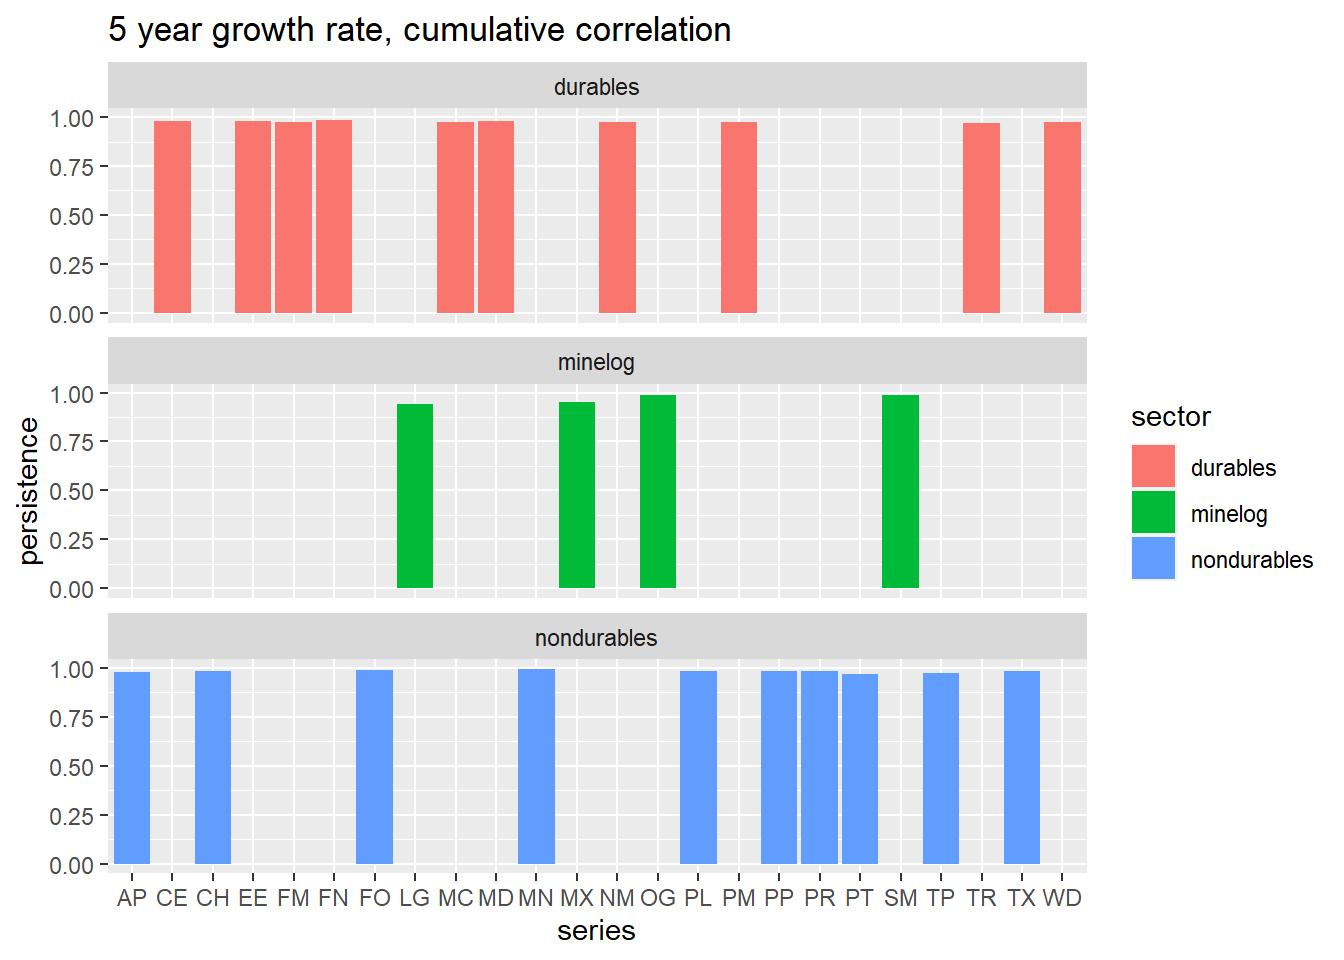 5 year growth rate, cumulative correlation
durables
1.00
0.75
0.50
0.25
0.00
minelog
1.00
0.75
0.50
0.25
0.00
nondurables
1.00
0.75
0.50
0.25
0.00
AP CE CH EE FM FN FO LG MC MD MN MX NM OG PL PM PP PR PT SM TP TR TX WD
series
persistence
sector
durables
minelog
nondurables